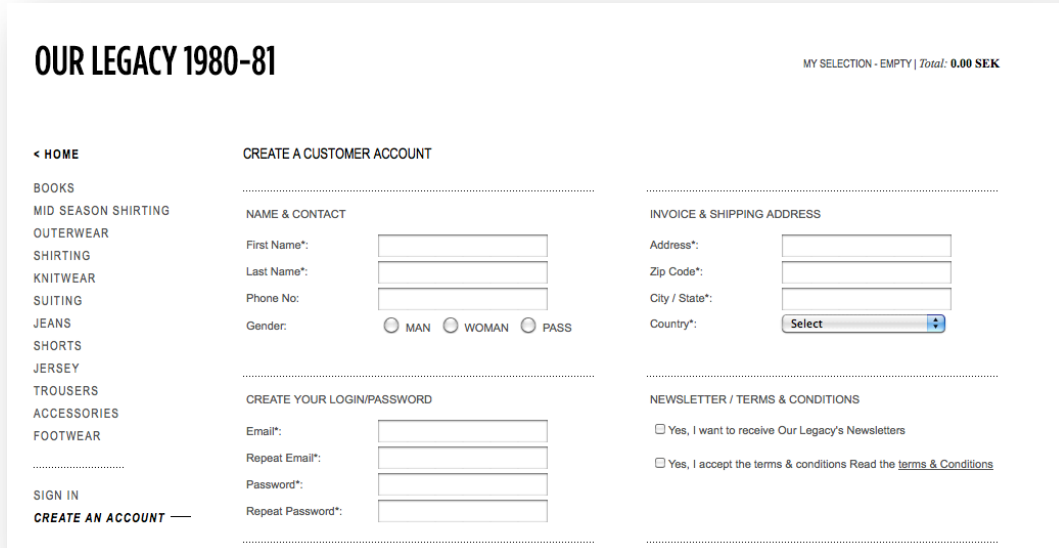 OUR LEGACY 1980-81
MY SELECTION - EMPTY | Total: 0.00 SEK
< HOME
BOOKS
MID SEASON SHIRTING
OUTERWEAR
SHIRTING
KNITWEAR
SUITING
JEANS
SHORTS
JERSEY
TROUSERS
ACCESSORIES
FOOTWEAR
SIGN IN
CREATE AN ACCOUNT
CREATE A CUSTOMER ACCOUNT
NAME & CONTACT
First Name*:
Last Name*:
Phone No:
Gender: MAN WOMAN PASS
INVOICE & SHIPPING ADDRESS
Address*:
Zip Code*:
City / State*:
Country*: Select
CREATE YOUR LOGIN/PASSWORD
Email*:
Repeat Email*:
Password*:
Repeat Password*:
NEWSLETTER / TERMS & CONDITIONS
Yes, I want to receive Our Legacy's Newsletters
Yes, I accept the terms & conditions Read the terms & Conditions